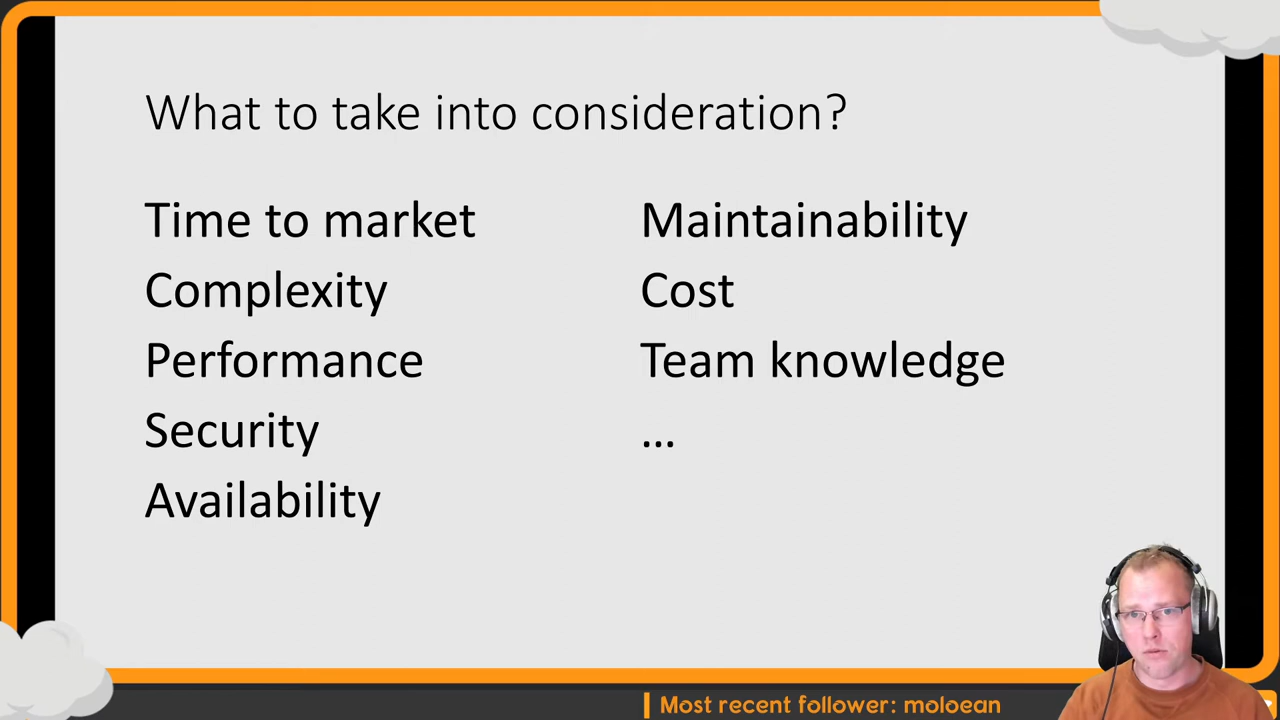 What to take into consideration?
Time to market
Complexity
Performance
Security
Availability
Maintainability
Cost
Team knowledge
...
Most recent follower: moloean